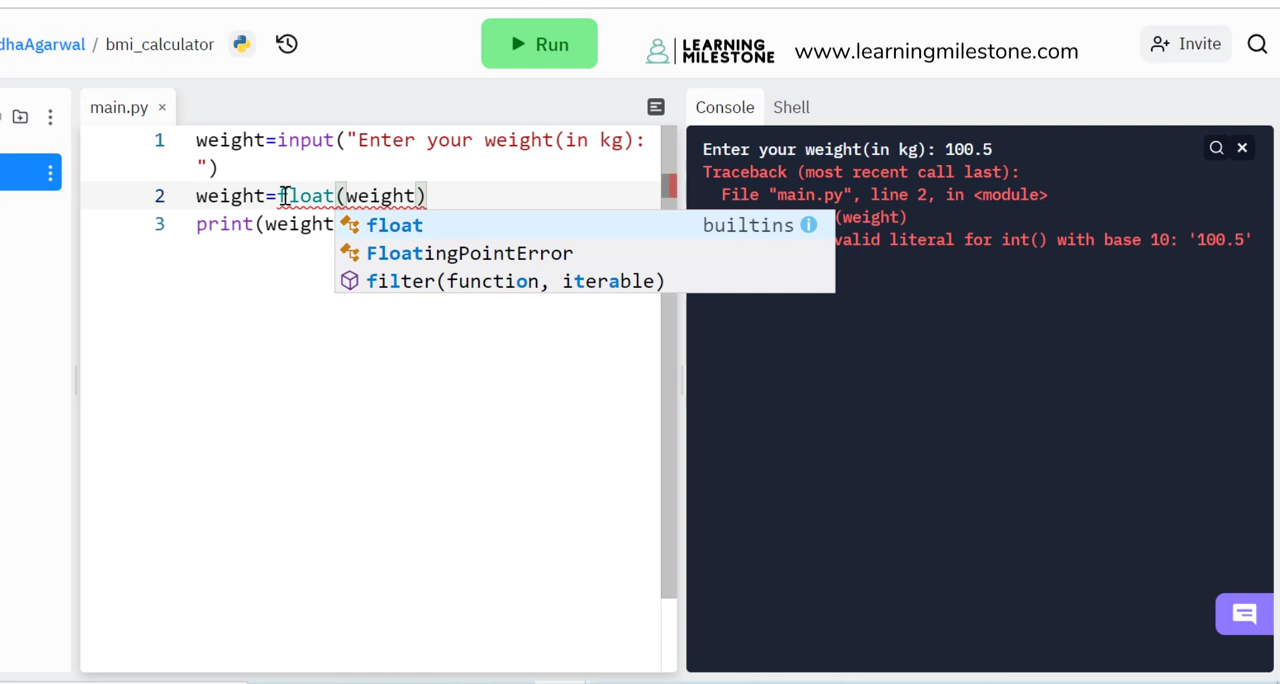 dhaAgarwal / bmi_calculator
Run
LEARNING
MILESTONE
www.learningmilestone.com
Invite
main.py ×
Console
Shell
1 weight=input("Enter your weight(in kg):
")
2 weight=float(weight)
3 print(weight
float builtins
FloatingPointError
filter(function, iterable)
Enter your weight(in kg): 100.5
Traceback (most recent call last):
File "main.py", line 2, in <module>
(weight)
valid literal for int() with base 10: '100.5'